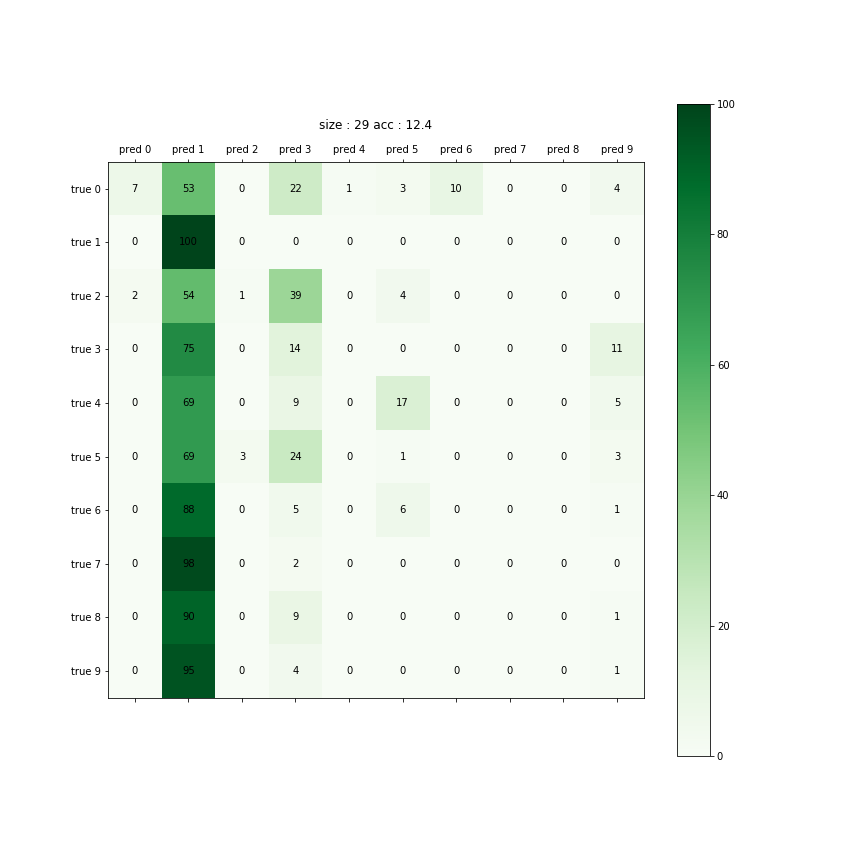 size : 29 acc : 12.4
pred 0 pred 1 pred 2 pred 3 pred 4 pred 5 pred 6 pred 7 pred 8 pred 9
true 0 7 53 0 22 1 3 10 0 0 4
true 1 0 100 0 0 0 0 0 0 0 0
true 2 2 54 1 39 0 4 0 0 0 0
true 3 0 75 0 14 0 0 0 0 0 11
true 4 0 69 0 9 0 17 0 0 0 5
true 5 0 69 3 24 0 1 0 0 0 3
true 6 0 88 0 5 0 6 0 0 0 1
true 7 0 98 0 2 0 0 0 0 0 0
true 8 0 90 0 9 0 0 0 0 0 1
true 9 0 95 0 4 0 0 0 0 0 1
100
80
60
40
20
0